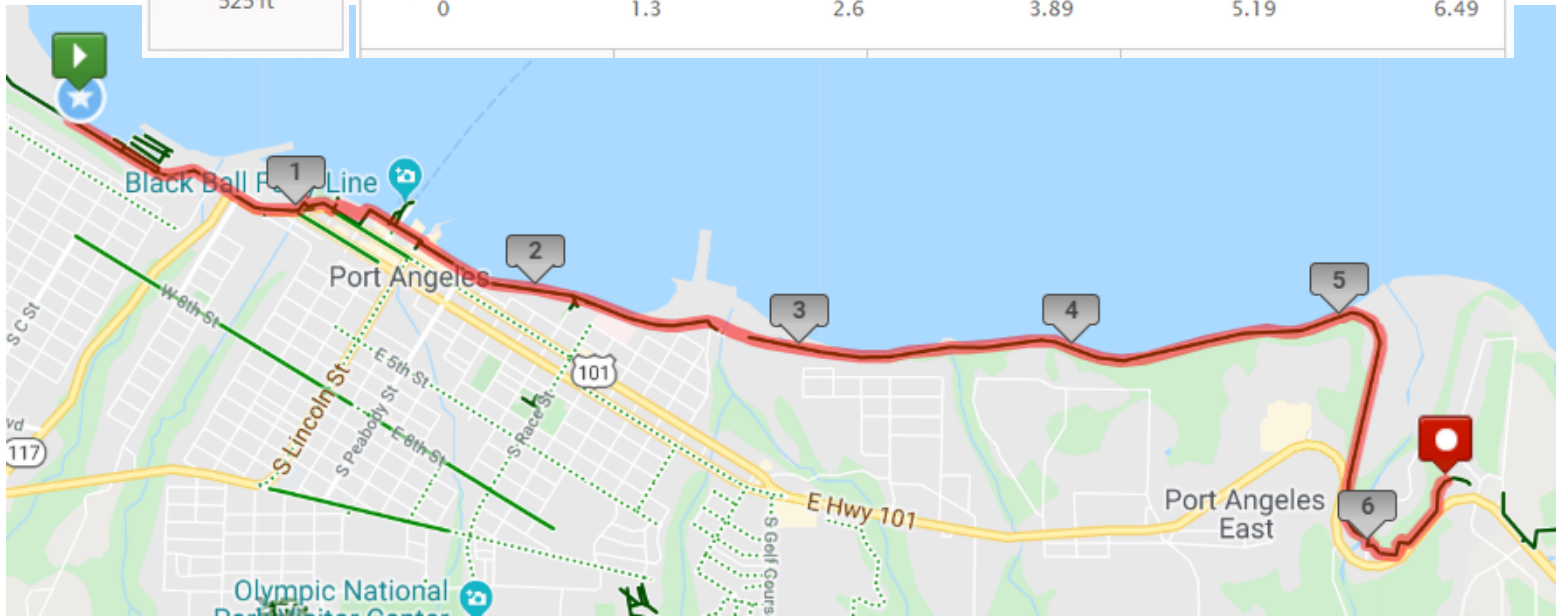 525 ft
0 1.3 2.6 3.89 5.19 6.49
1
Black Ball Line
2
Port Angeles
5
3
4
W 8th St
S C St
E 5th St
101
S Lincoln St
S Peabody St
S Race St
E 8th St
117
E Hwy 101
Port Angeles
East
6
S Golf
Olympic National